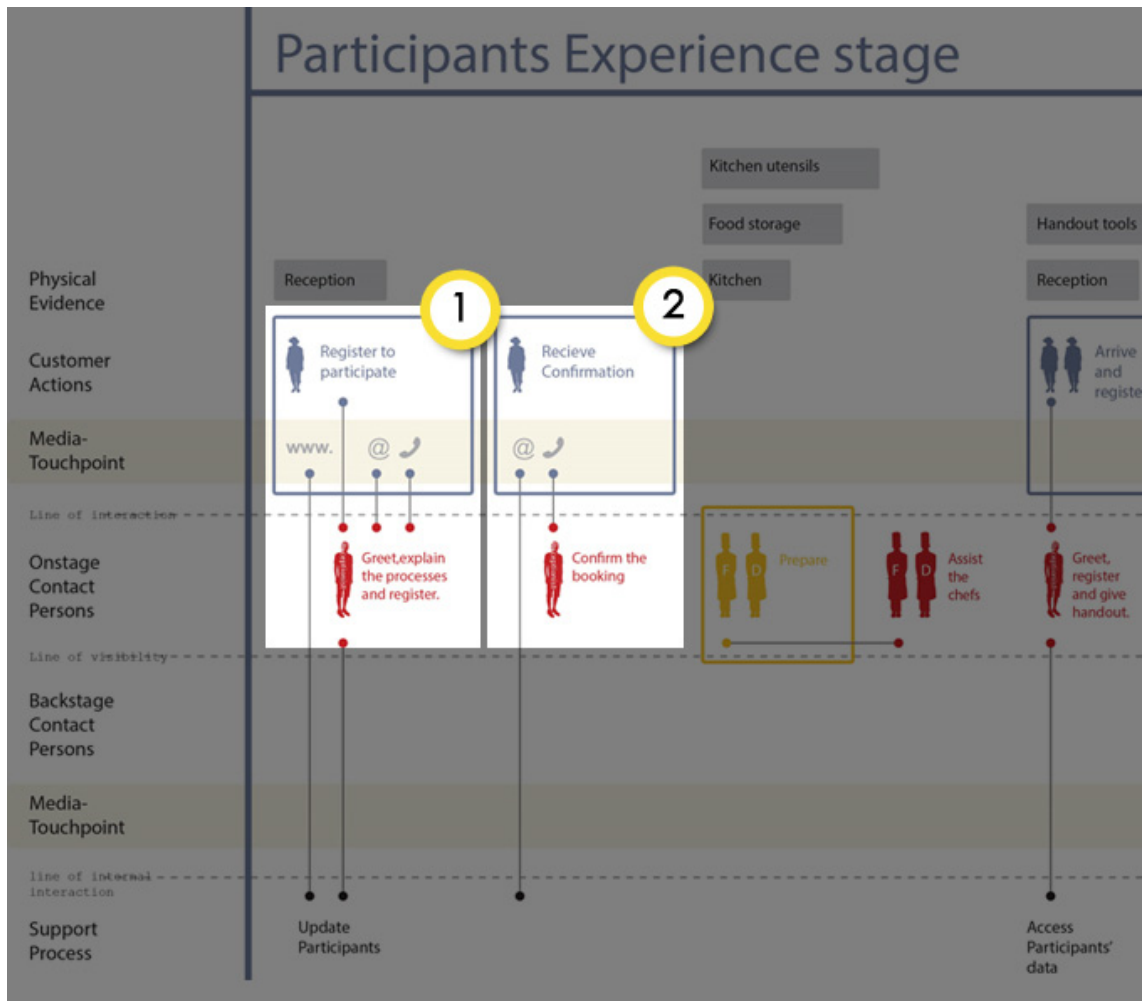 Participants Experience stage
Kitchen utensils
Food storage
Handout tools
Physical
Evidence
Reception
Kitchen
Reception
1
2
Customer
Actions
Register to
participate
Recieve
Confirmation
Arrive
and
registe
Media-
Touchpoint
www.
@
@
Line of interaction
Onstage
Contact
Persons
Greet,explain
the processes
and register.
Confirm the
booking
F D
Prepare
F D
Assist
the
chefs
Greet,
register
and give
handout.
Line of visibility
Backstage
Contact
Persons
Media-
Touchpoint
line of internal
interaction
Support
Process
Update
Participants
Access
Participants'
data